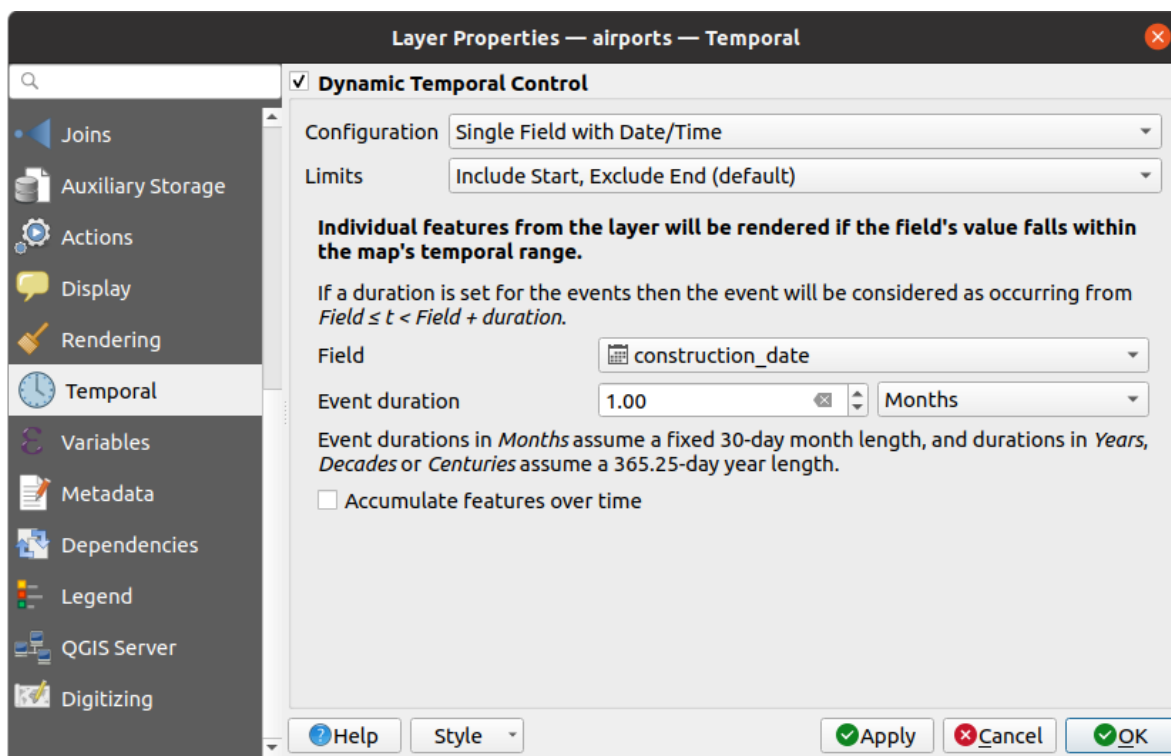 Layer Properties — airports — Temporal
Joins
Auxiliary Storage
Actions
Display
Rendering
Temporal
Variables
Metadata
Dependencies
Legend
QGIS Server
Digitizing
Dynamic Temporal Control
Configuration Single Field with Date/Time
Limits Include Start, Exclude End (default)
Individual features from the layer will be rendered if the field's value falls within
the map's temporal range.
If a duration is set for the events then the event will be considered as occurring from
Field ≤ t < Field + duration.
Field construction_date
Event duration 1.00 Months
Event durations in Months assume a fixed 30-day month length, and durations in Years,
Decades or Centuries assume a 365.25-day year length.
Accumulate features over time
Help Style Apply Cancel OK